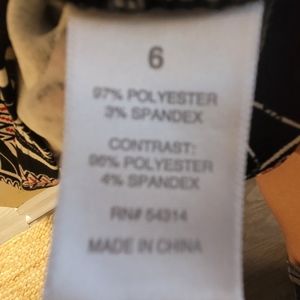 6
97% POLYESTER
3% SPANDEX
CONTRAST:
96% POLYESTER
4% SPANDEX
RN# 54314
MADE IN CHINA